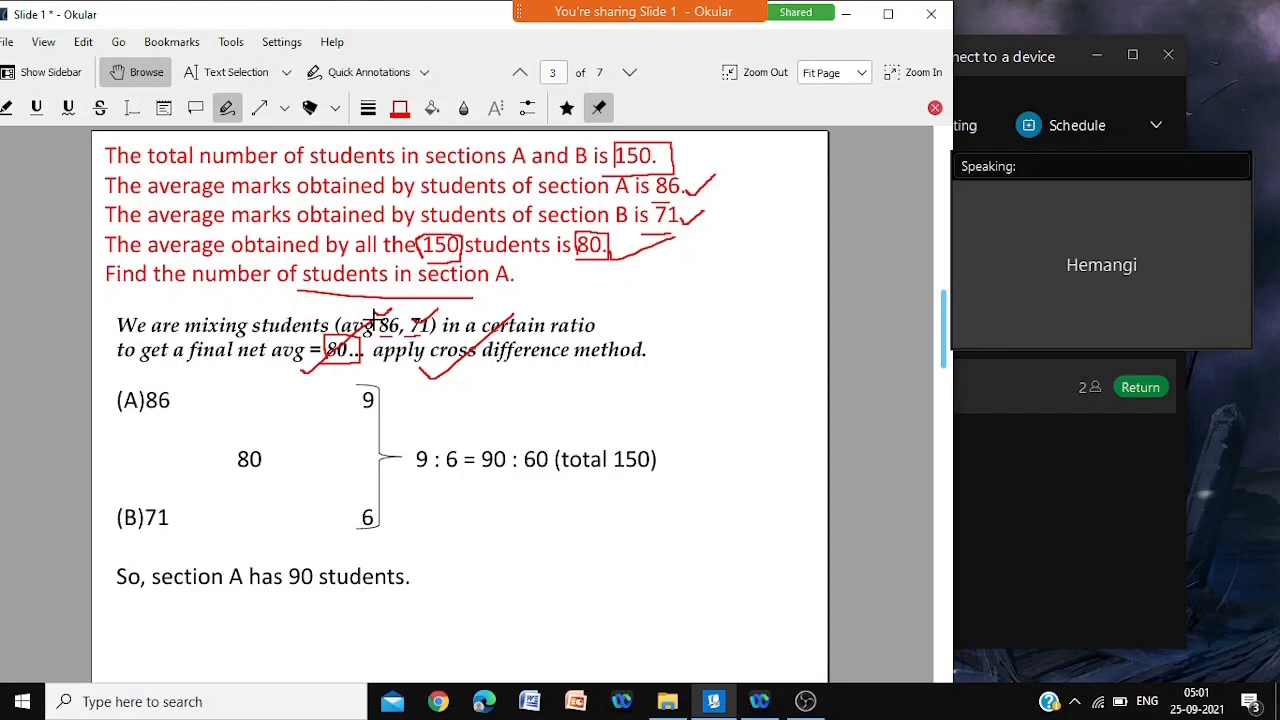 Slide 1 * - Okular
You're sharing Slide 1 - Okular
Shared
File View Edit Go Bookmarks Tools Settings Help
Show Sidebar Browse Text Selection Quick Annotations 3 of 7 Zoom Out Fit Page Zoom In
The total number of students in sections A and B is 150.
The average marks obtained by students of section A is 86.
The average marks obtained by students of section B is 71
The average obtained by all the 150 students is 80.
Find the number of students in section A.
We are mixing students (avg 86, 71) in a certain ratio
to get a final net avg = 80... apply cross difference method.
(A)86 9
80 9 : 6 = 90 : 60 (total 150)
(B)71 6
So, section A has 90 students.
nect to a device
ting Schedule
Speaking:
Hemangi
2 Return
Type here to search
ENG
05:01
25-09-2021
3